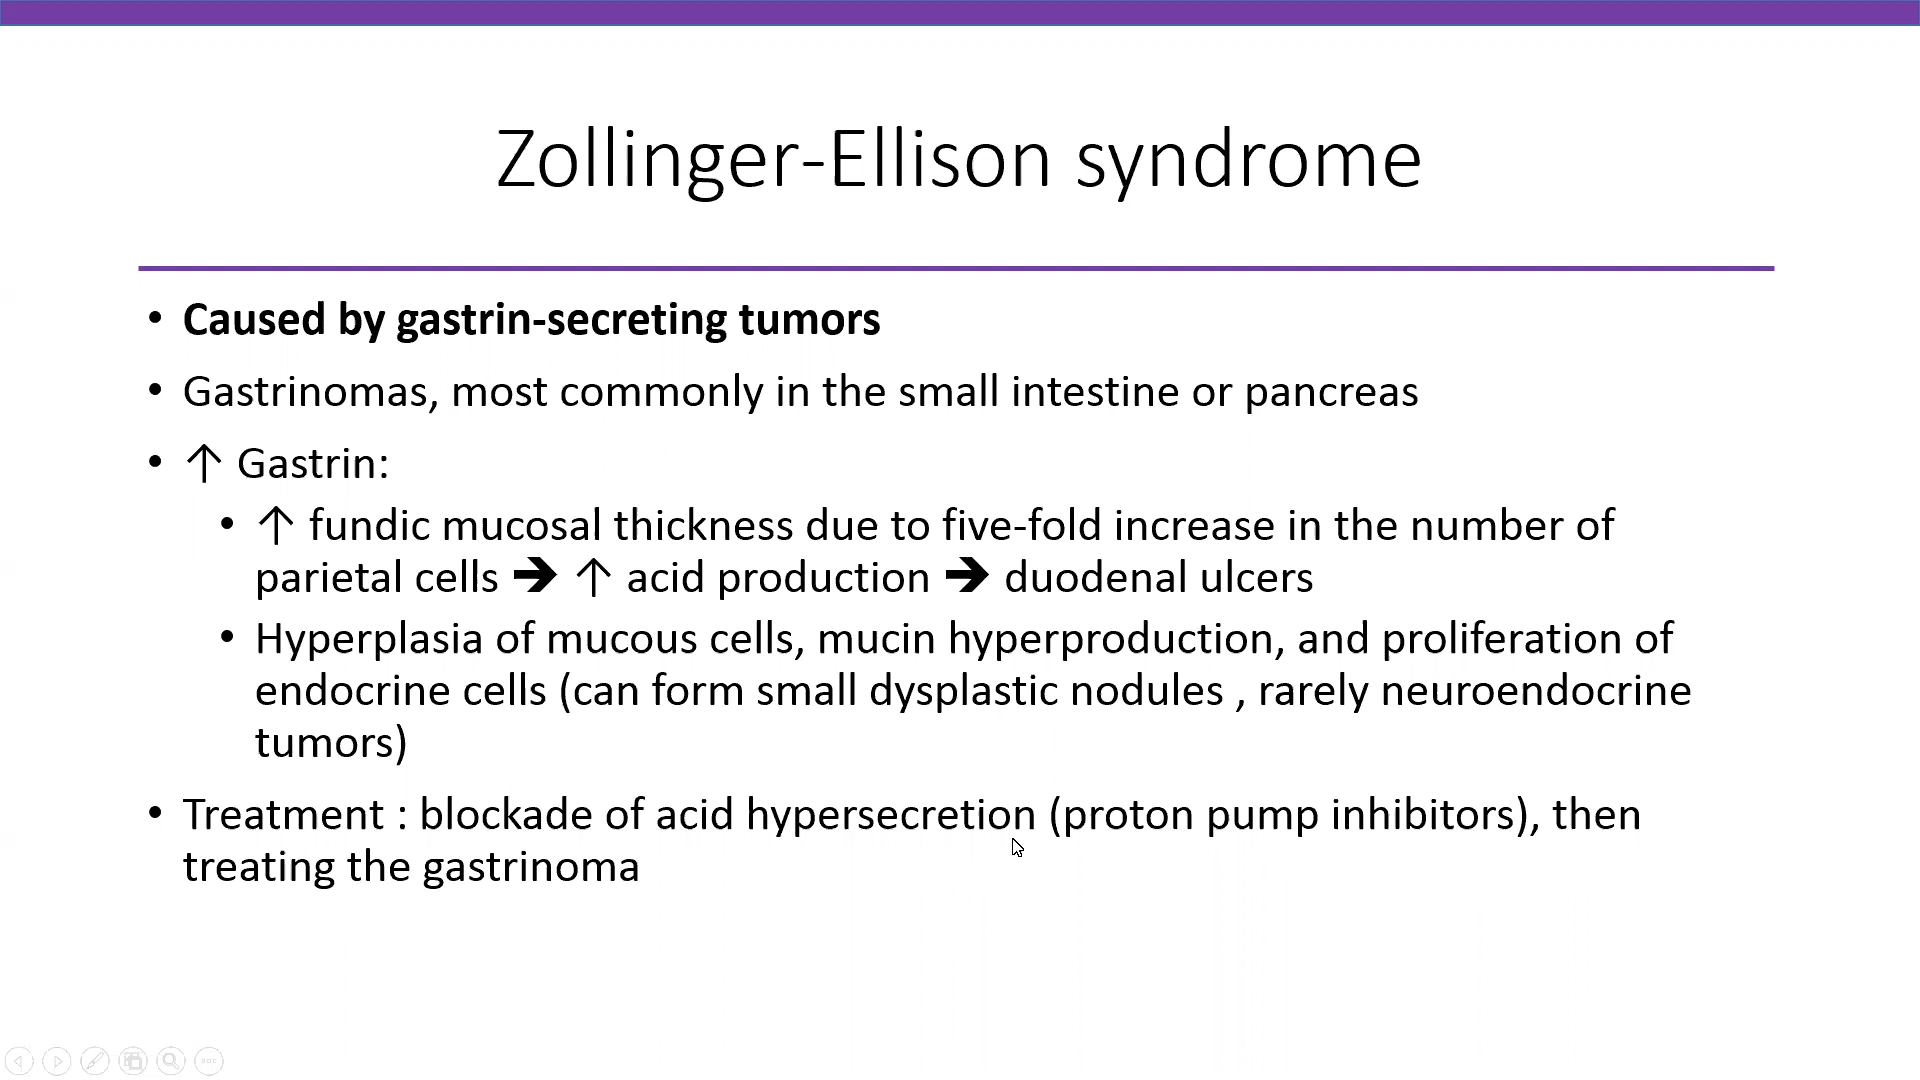 Zollinger-Ellison syndrome
• Caused by gastrin-secreting tumors
• Gastrinomas, most commonly in the small intestine or pancreas
• ↑ Gastrin:
• ↑ fundic mucosal thickness due to five-fold increase in the number of
parietal cells 🡺 ↑ acid production 🡺 duodenal ulcers
• Hyperplasia of mucous cells, mucin hyperproduction, and proliferation of
endocrine cells (can form small dysplastic nodules , rarely neuroendocrine
tumors)
• Treatment : blockade of acid hypersecretion (proton pump inhibitors), then
treating the gastrinoma